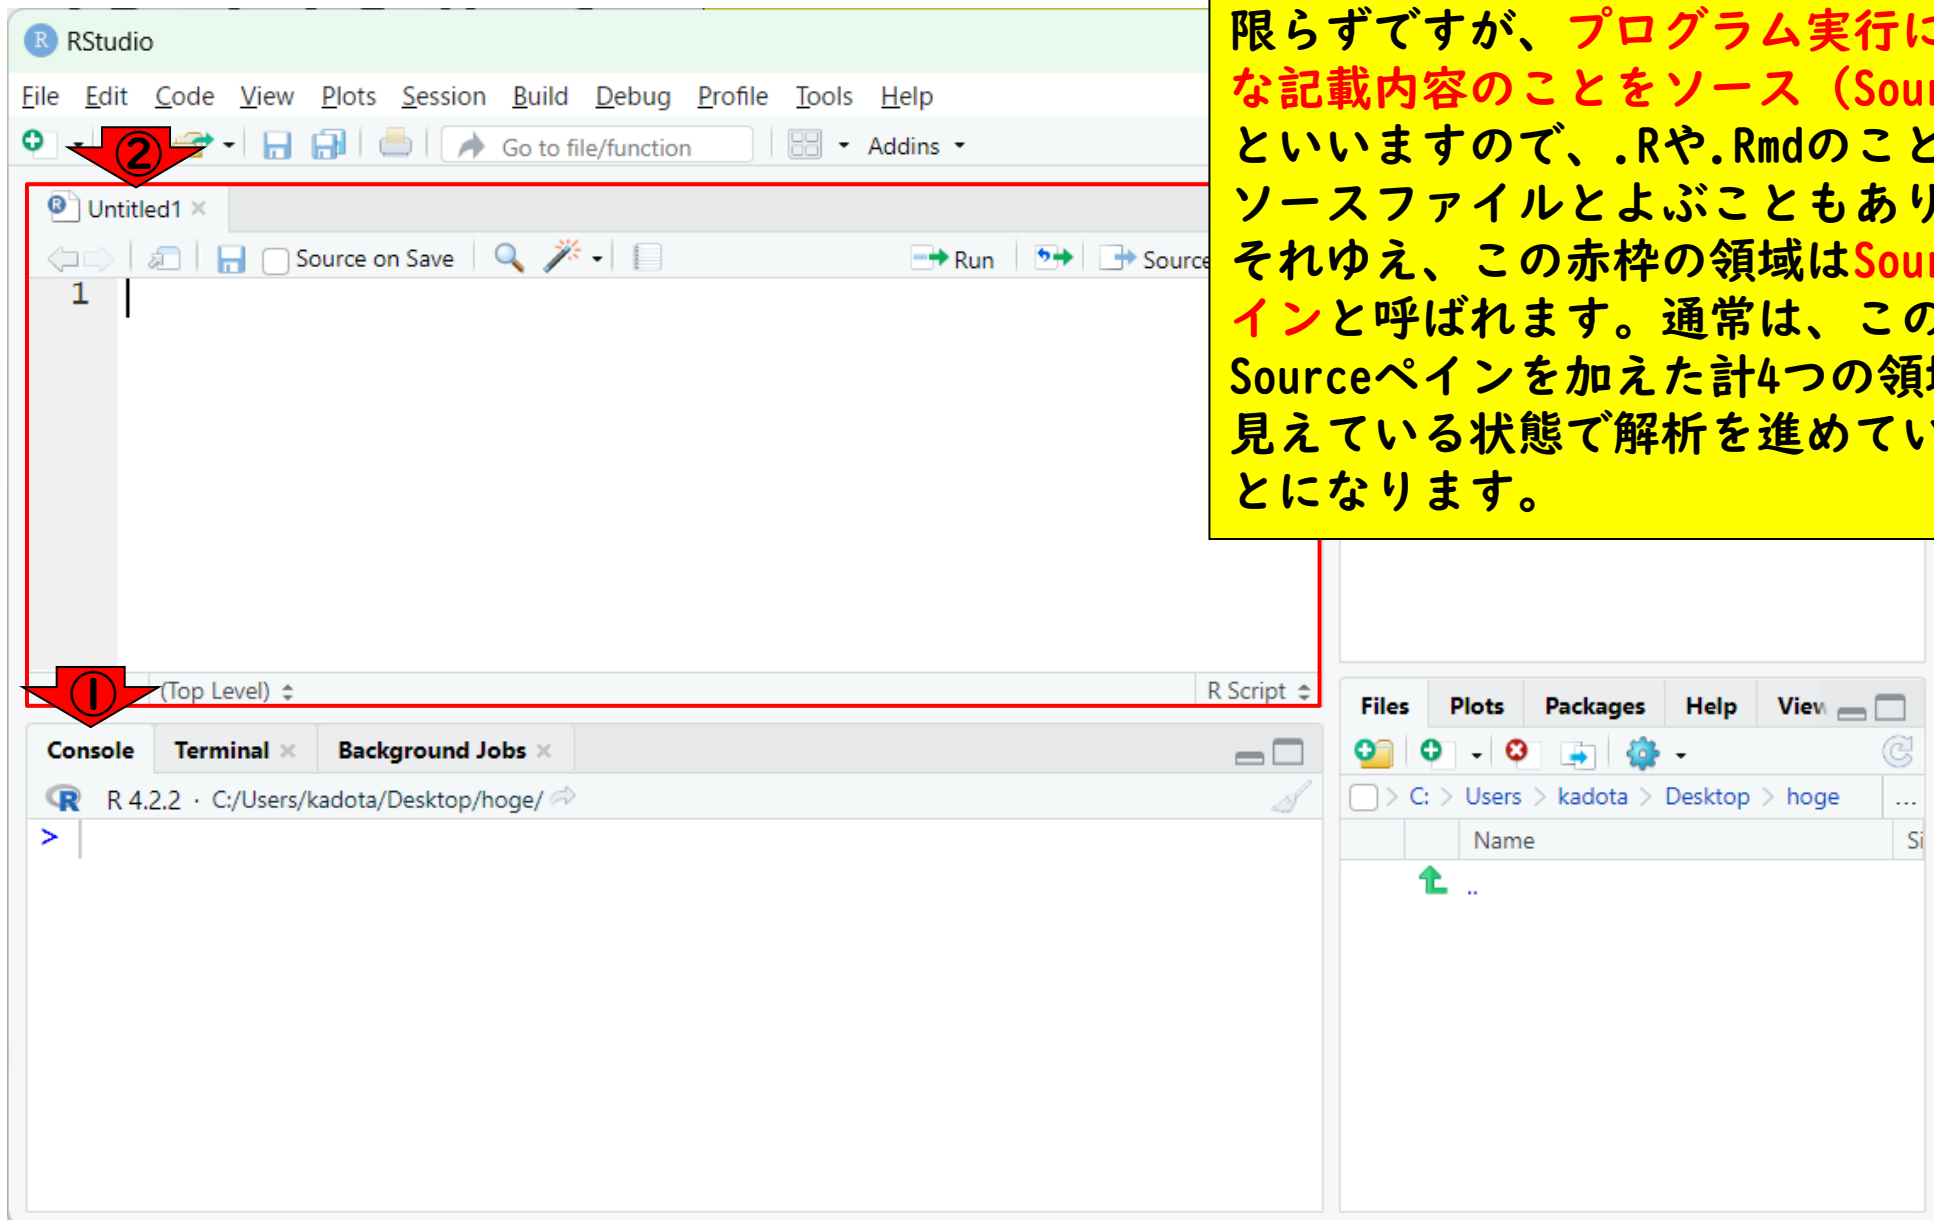 RStudio
File Edit Code View Plots Session Build Debug Profile Tools Help
② Go to file/function Addins
Untitled1
Source on Save Run Source
1
① (Top Level) R Script
Console Terminal Background Jobs
R 4.2.2 · C:/Users/kadota/Desktop/hoge/
>
限らずですが、プログラム実行に
な記載内容のことをソース（Sour
といいますので、.Rや.Rmdのこと
ソースファイルとよぶこともあり
それゆえ、この赤枠の領域はSour
インと呼ばれます。通常は、この
Sourceペインを加えた計4つの領域
見えている状態で解析を進めてい
とになります。
Files Plots Packages Help View
C: > Users > kadota > Desktop > hoge ...
Name Si
..